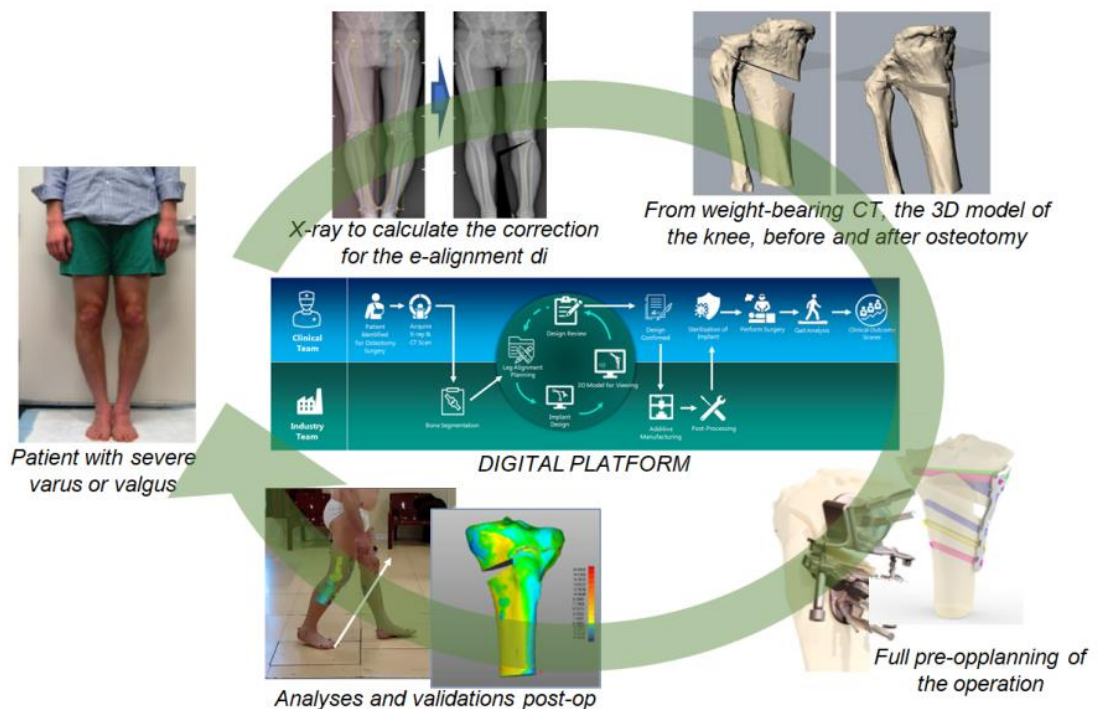 X-ray to calculate the correction
for the e-alignment di
From weight-bearing CT, the 3D model of
the knee, before and after osteotomy
Patient with severe
varus or valgus
Clinical
Team
Patient
Identified
for Osteotomy
Surgery
Acquire
X-ray &
CT Scan
Design Review
Design
Confirmed
Sterilisation of
Implant
Perform Surgery
Gait Analysis
Clinical Outcome
Scores
Leg Alignment
Planning
3D Model for Viewing
Implant
Design
Industry
Team
Bone Segmentation
Additive
Manufacturing
Post-Processing
DIGITAL PLATFORM
Full pre-opplanning of
the operation
Analyses and validations post-op